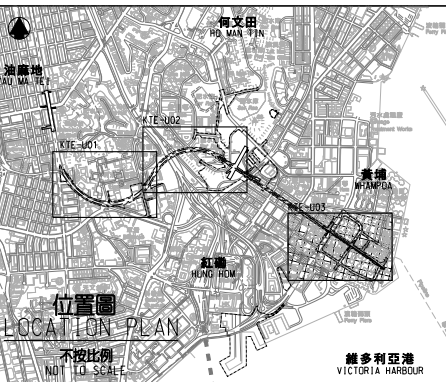 何文田
HO MAN TIN
油麻地
YAU MA TEI
KTE-U02
KTE-U01
黃埔
WHAMPOA
KTE-U03
紅磡
HUNG HOM
位置圖
LOCATION PLAN
不按比例
NOT TO SCALE
維多利亞港
VICTORIA HARBOUR